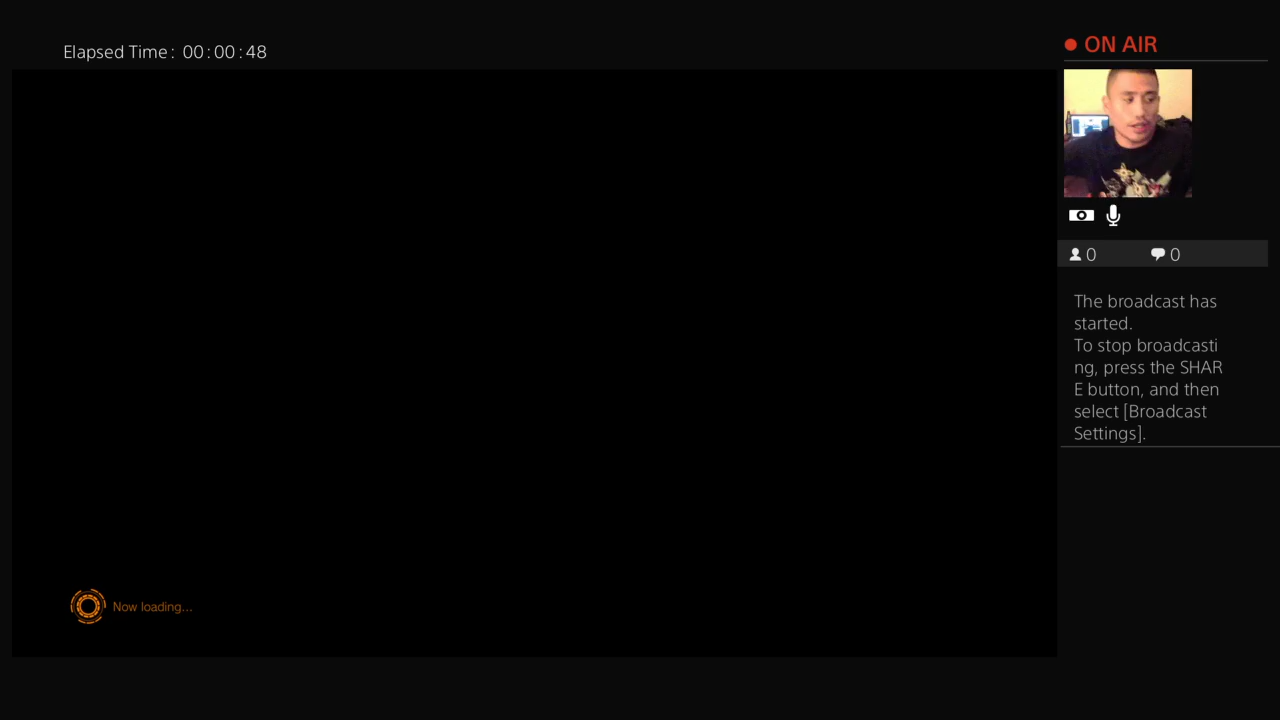 Elapsed Time: 00:00:48
ON AIR
0 0
The broadcast has
started.
To stop broadcasti
ng, press the SHAR
E button, and then
select [Broadcast
Settings].
Now loading...